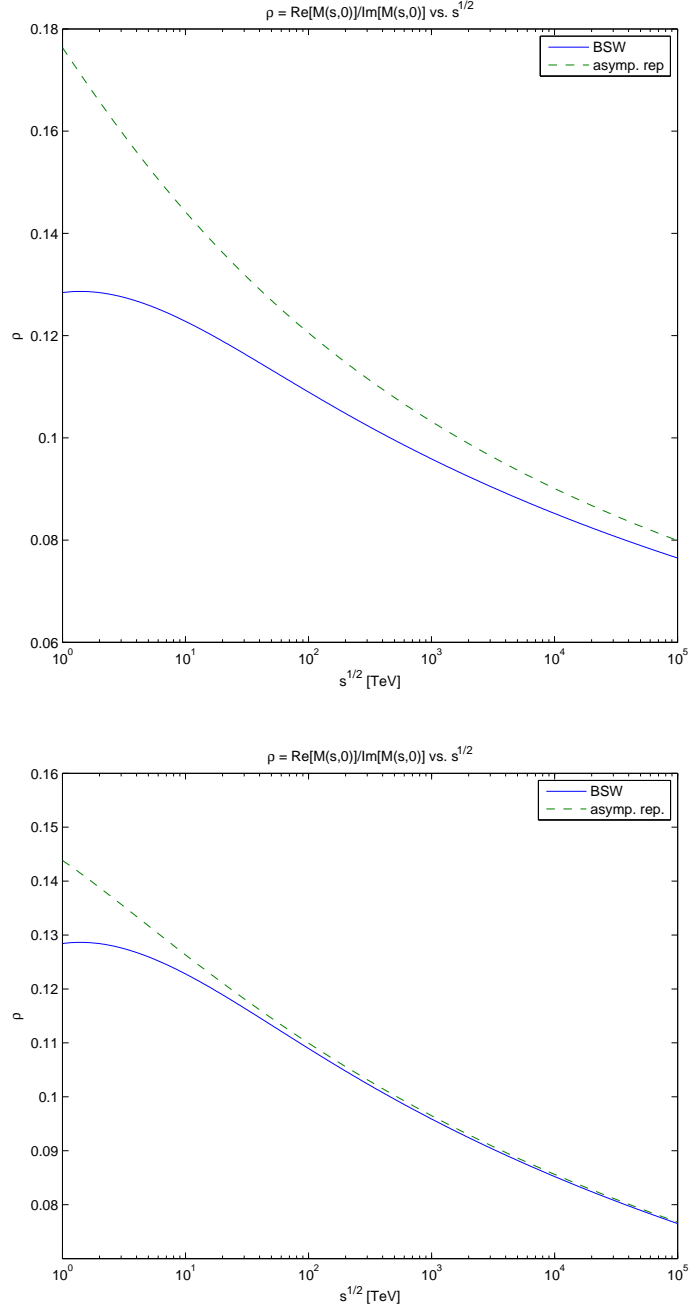 ρ = Re[M(s,0)]/Im[M(s,0)] vs. s^1/2
BSW
asymp. rep
0.18
0.16
0.14
0.12
0.1
0.08
0.06
ρ
10^0
10^1
10^2
10^3
10^4
10^5
s^1/2 [TeV]
ρ = Re[M(s,0)]/Im[M(s,0)] vs. s^1/2
BSW
asymp. rep.
0.16
0.15
0.14
0.13
0.12
0.11
0.1
0.09
0.08
ρ
10^0
10^1
10^2
10^3
10^4
10^5
s^1/2 [TeV]